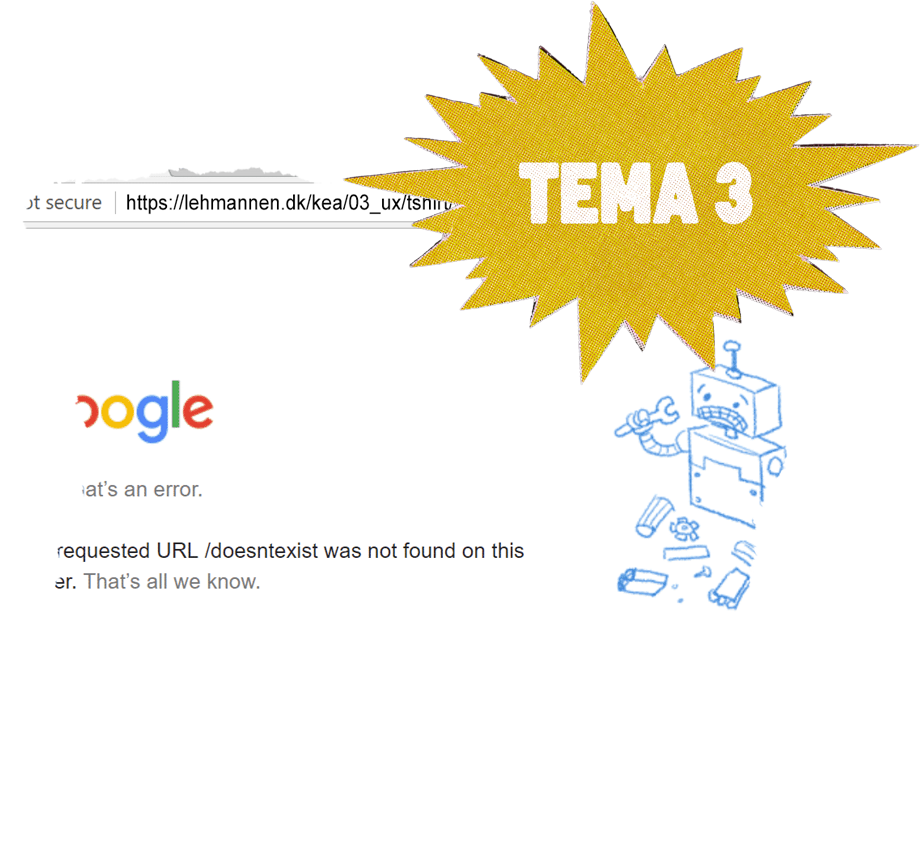 TEMA 3
ot secure https://lehmannen.dk/kea/03_ux/tshirt/
oogle
at’s an error.
requested URL /doesntexist was not found on this
er. That’s all we know.